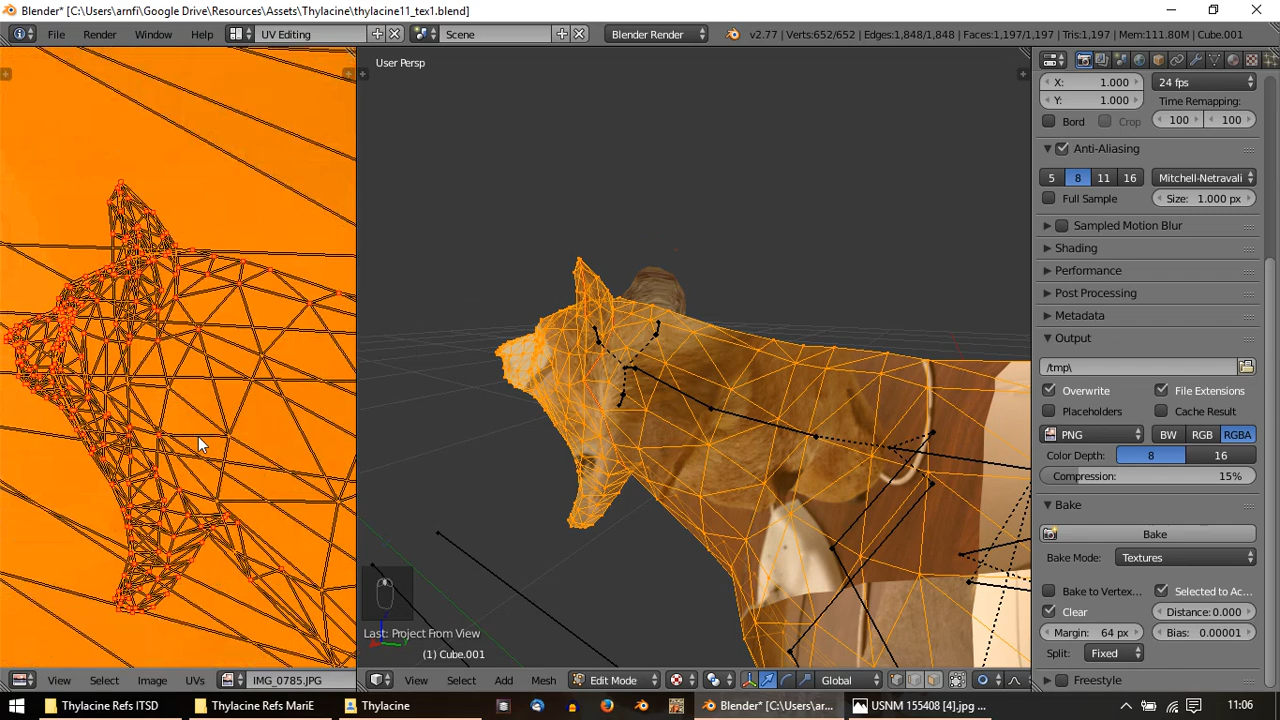 Blender* [C:\Users\arnfi\Google Drive\Resources\Assets\Thylacine\thylacine11_tex1.blend]
File Render Window Help UV Editing Scene Blender Render v2.77 | Verts:652/652 | Edges:1,848/1,848 | Faces:1,197/1,197 | Tris:1,197 | Mem:111.80M | Cube.001
User Persp
X: 1.000 24 fps
Y: 1.000 Time Remapping:
Bord Crop 100 100
Anti-Aliasing
5 8 11 16 Mitchell-Netravali
Full Sample Size: 1.000 px
Sampled Motion Blur
Shading
Performance
Post Processing
Metadata
Output
/tmp\
Overwrite File Extensions
Placeholders Cache Result
PNG BW RGB RGBA
Color Depth: 8 16
Compression: 15%
Bake
Bake
Bake Mode: Textures
Bake to Vertex... Selected to Ac...
Clear Distance: 0.000
Margin: 64 px Bias: 0.00001
Split: Fixed
Freestyle
Last: Project From View
(1) Cube.001
View Select Image UVs IMG_0785.JPG View Select Add Mesh Edit Mode Global
Thylacine Refs ITSD Thylacine Refs MariE Thylacine Blender* [C:\Users\ar... USNM 155408 [4].jpg ... 11:06